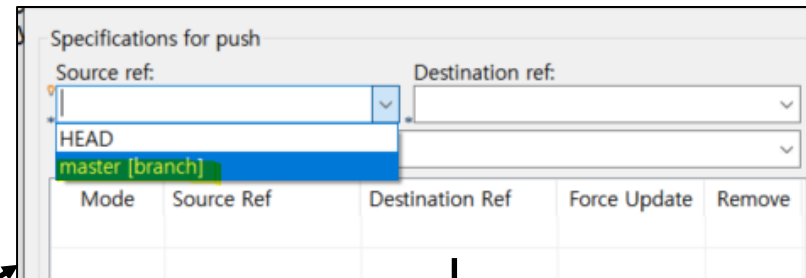 Specifications for push
Source ref: Destination ref:
HEAD
master [branch]
Mode Source Ref Destination Ref Force Update Remove